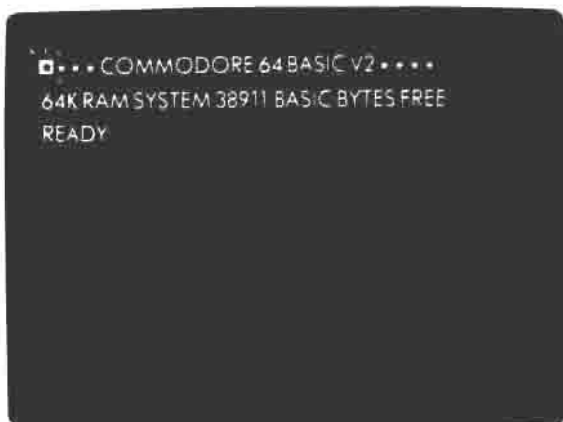 ◘•••COMMODORE 64 BASIC V2••••
64K RAM SYSTEM 38911 BASIC BYTES FREE
READY